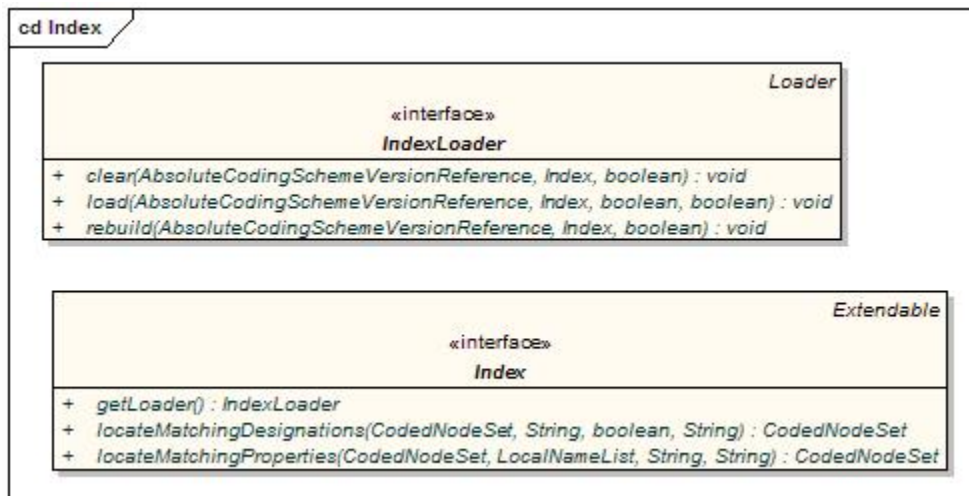 cd Index
Loader
«interface»
IndexLoader
+ clear(AbsoluteCodingSchemeVersionReference, Index, boolean) : void
+ load(AbsoluteCodingSchemeVersionReference, Index, boolean, boolean) : void
+ rebuild(AbsoluteCodingSchemeVersionReference, Index, boolean) : void
Extendable
«interface»
Index
+ getLoader() : IndexLoader
+ locateMatchingDesignations(CodedNodeSet, String, boolean, String) : CodedNodeSet
+ locateMatchingProperties(CodedNodeSet, LocalNameList, String, String) : CodedNodeSet